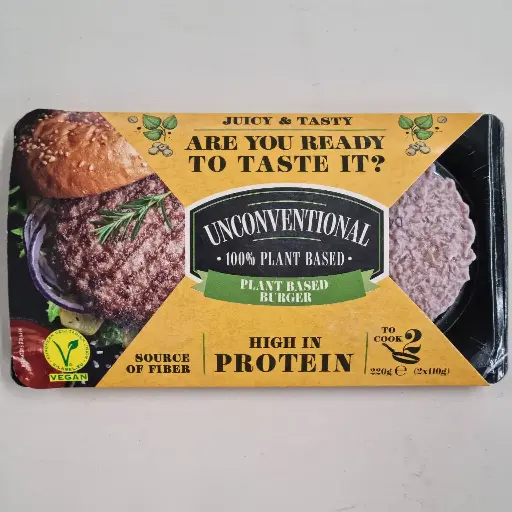 JUICY & TASTY
ARE YOU READY
TO TASTE IT?
UNCONVENTIONAL
• 100% PLANT BASED •
PLANT BASED
BURGER
SOURCE
OF FIBER
HIGH IN
PROTEIN
TO
COOK 2
220g ℮ (2x110g)
V
VEGAN